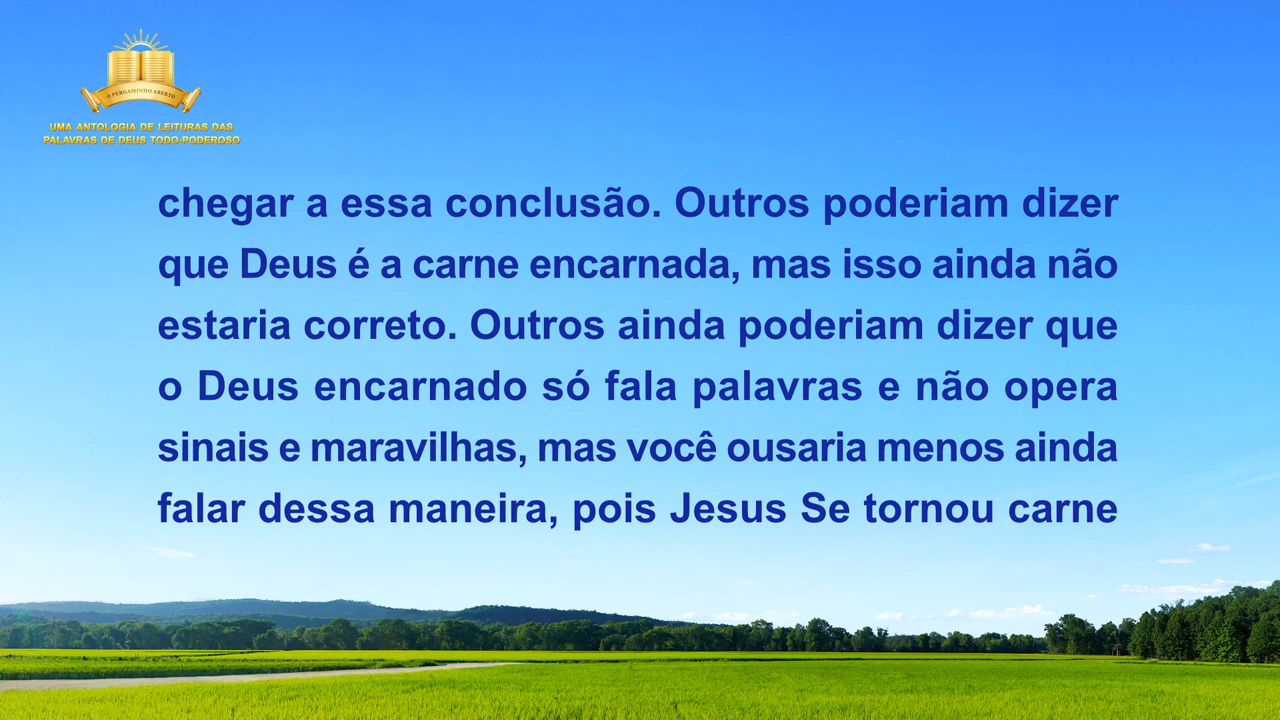 O PERGAMINHO ABERTO
UMA ANTOLOGIA DE LEITURAS DAS
PALAVRAS DE DEUS TODO-PODEROSO
chegar a essa conclusão. Outros poderiam dizer
que Deus é a carne encarnada, mas isso ainda não
estaria correto. Outros ainda poderiam dizer que
o Deus encarnado só fala palavras e não opera
sinais e maravilhas, mas você ousaria menos ainda
falar dessa maneira, pois Jesus Se tornou carne